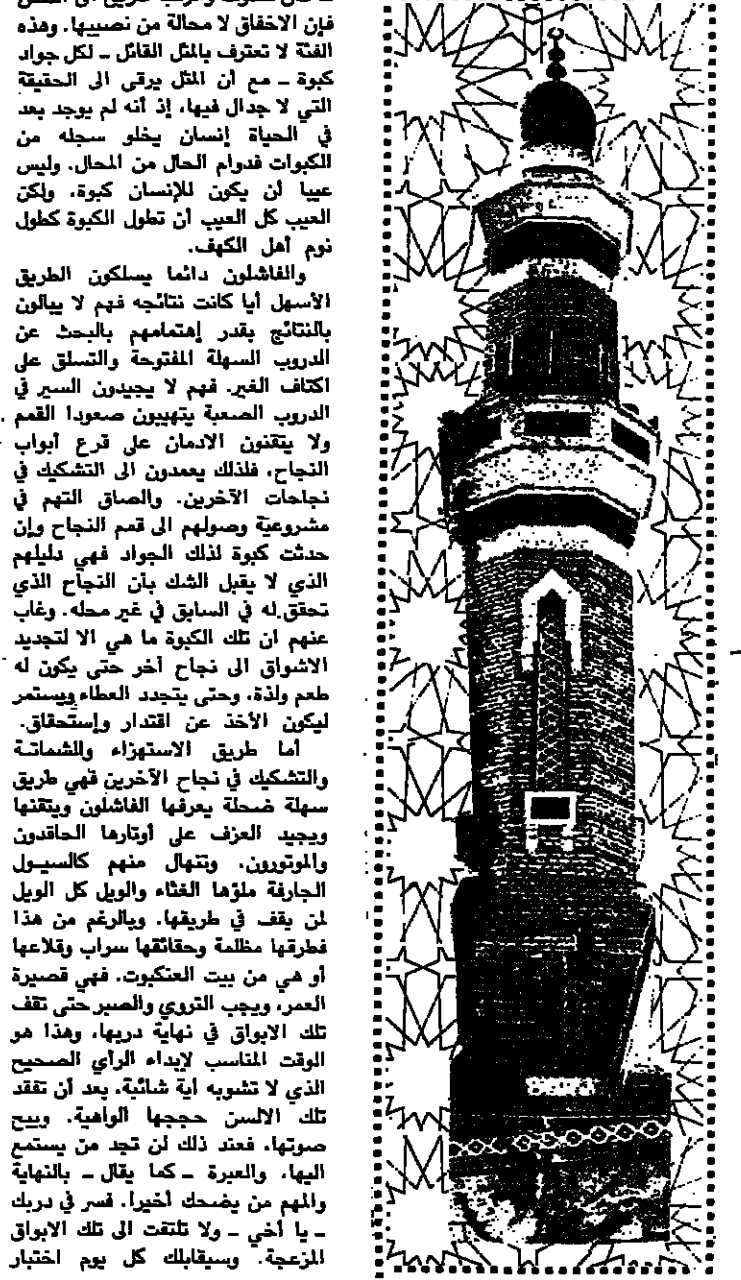 فإن الاخفاق لا محالة من نصيبها. وهذه
الفئة لا تعترف بالمثل القائل ــ لكل جواد
كبوة ــ مع أن المثل يرقى الى الحقيقة
التي لا جدال فيها، إذ أنه لم يوجد بعد
في الحياة إنسان يخلو سجله من
الكبوات فدوام الحال من المحال. وليس
عيبا أن يكون للإنسان كبوة، ولكن
العيب كل العيب أن تطول الكبوة كطول
نوم أهل الكهف.
والفاشلون دائما يسلكون الطريق
الأسهل أيا كانت نتائجه فهم لا يبالون
بالنتائج بقدر إهتمامهم بالبحث عن
الدروب السهلة المفتوحة والتسلق على
اكتاف الغير. فهم لا يجيدون السير في
الدروب الصعبة يتهيبون صعودا القمم
ولا يتقنون الادمان على قرع أبواب
النجاح، فلذلك يعمدون الى التشكيك في
نجاحات الآخرين. والصاق التهم في
مشروعية وصولهم الى قمم النجاح وإن
حدثت كبوة لذلك الجواد فهي دليلهم
الذي لا يقبل الشك بأن النجاح الذي
تحقق له في السابق في غير محله. وغاب
عنهم ان تلك الكبوة ما هي الا لتجديد
الاشواق الى نجاح آخر حتى يكون له
طعم ولذة، وحتى يتجدد العطاء ويستمر
ليكون الأخذ عن اقتدار وإستحقاق.
أما طريق الاستهزاء والشماتة
والتشكيك في نجاح الآخرين فهي طريق
سهلة ضحلة يعرفها الفاشلون ويتقنها
ويجيد العزف على أوتارها الحاقدون
والموتورون، وتنهال منهم كالسيول
الجارفة ملؤها الغثاء والويل كل الويل
لمن يقف في طريقها. وبالرغم من هذا
فطرقها مظلمة وحقائقها سراب وقلاعها
أو هي من بيت العنكبوت. فهي قصيرة
العمر، ويجب التروي والصبر حتى تقف
تلك الابواق في نهاية دربها، وهذا هو
الوقت المناسب لإبداء الرأي الصحيح
الذي لا تشوبه أية شائبة، بعد أن تفقد
تلك الالسن حججها الواهية. ويبح
صوتها، فعند ذلك لن تجد من يستمع
اليها، والعبرة ــ كما يقال ــ بالنهاية
والمهم من يضحك أخيرا. فسر في دربك
ــ يا أخي ــ ولا تلتفت الى تلك الابواق
المزعجة. وسيقابلك كل يوم اختبار